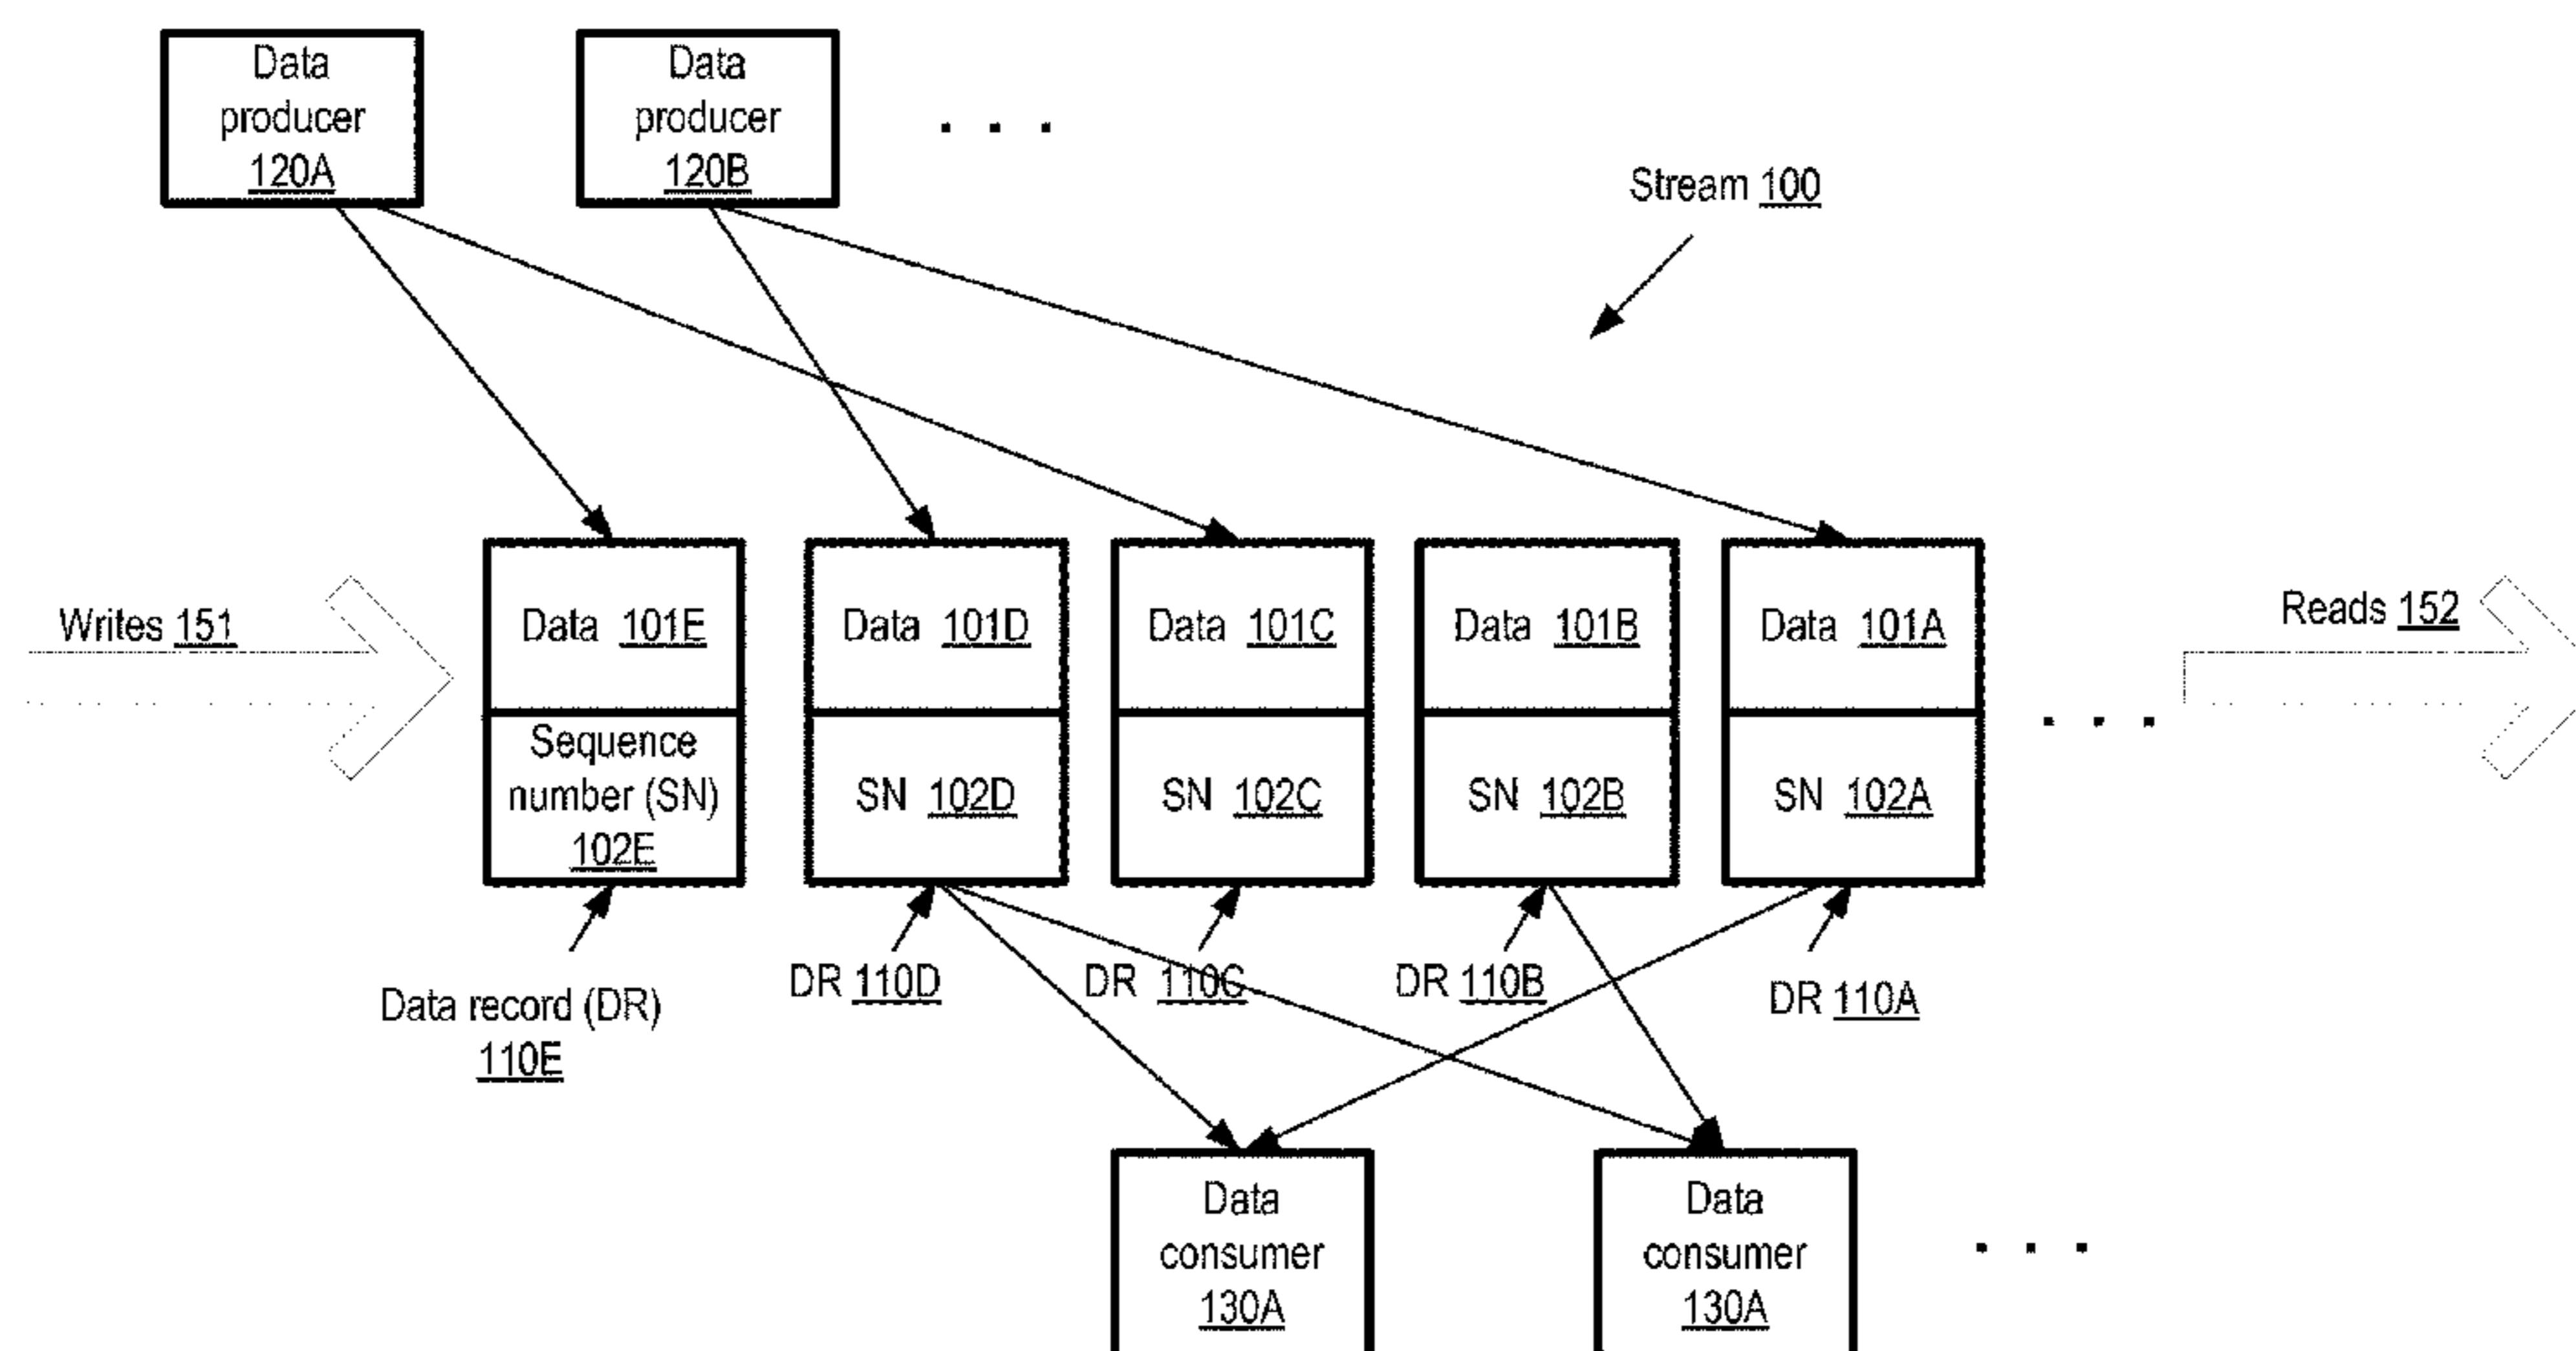 Data
producer
120A
Data
producer
120B
. . .
Stream 100
Writes 151
Data 101E
Data 101D
Data 101C
Data 101B
Data 101A
Reads 152
Sequence
number (SN)
102E
SN 102D
SN 102C
SN 102B
SN 102A
. . .
Data record (DR)
110E
DR 110D
DR 110C
DR 110B
DR 110A
Data
consumer
130A
Data
consumer
130A
. . .